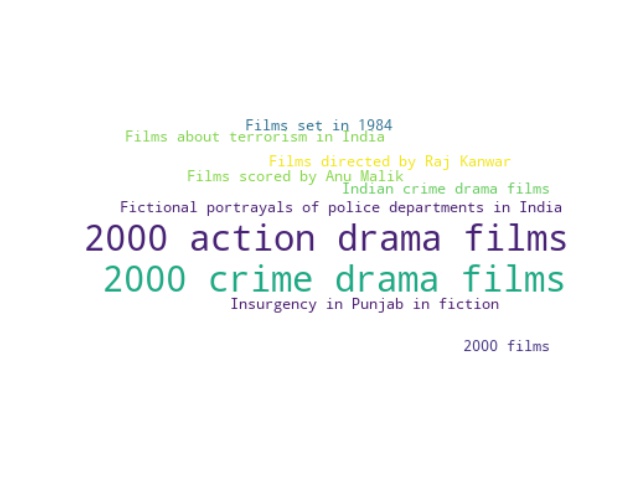 Films set in 1984
Films about terrorism in India
Films directed by Raj Kanwar
Films scored by Anu Malik
Indian crime drama films
Fictional portrayals of police departments in India
2000 action drama films
2000 crime drama films
Insurgency in Punjab in fiction
2000 films